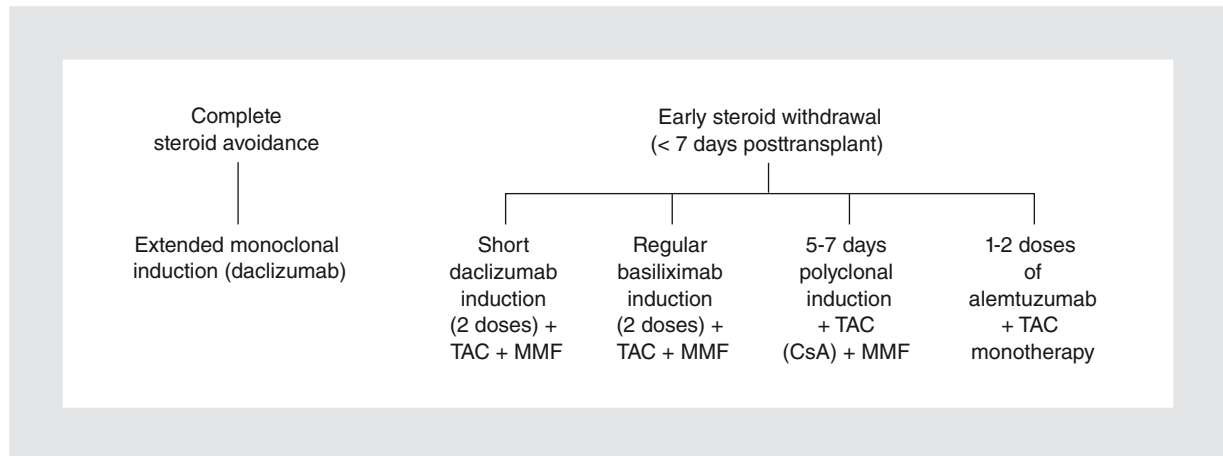 Complete
steroid avoidance
Extended monoclonal
induction (daclizumab)
Early steroid withdrawal
(< 7 days posttransplant)
Short
daclizumab
induction
(2 doses) +
TAC + MMF
Regular
basiliximab
induction
(2 doses) +
TAC + MMF
5-7 days
polyclonal
induction
+ TAC
(CsA) + MMF
1-2 doses
of
alemtuzumab
+ TAC
monotherapy